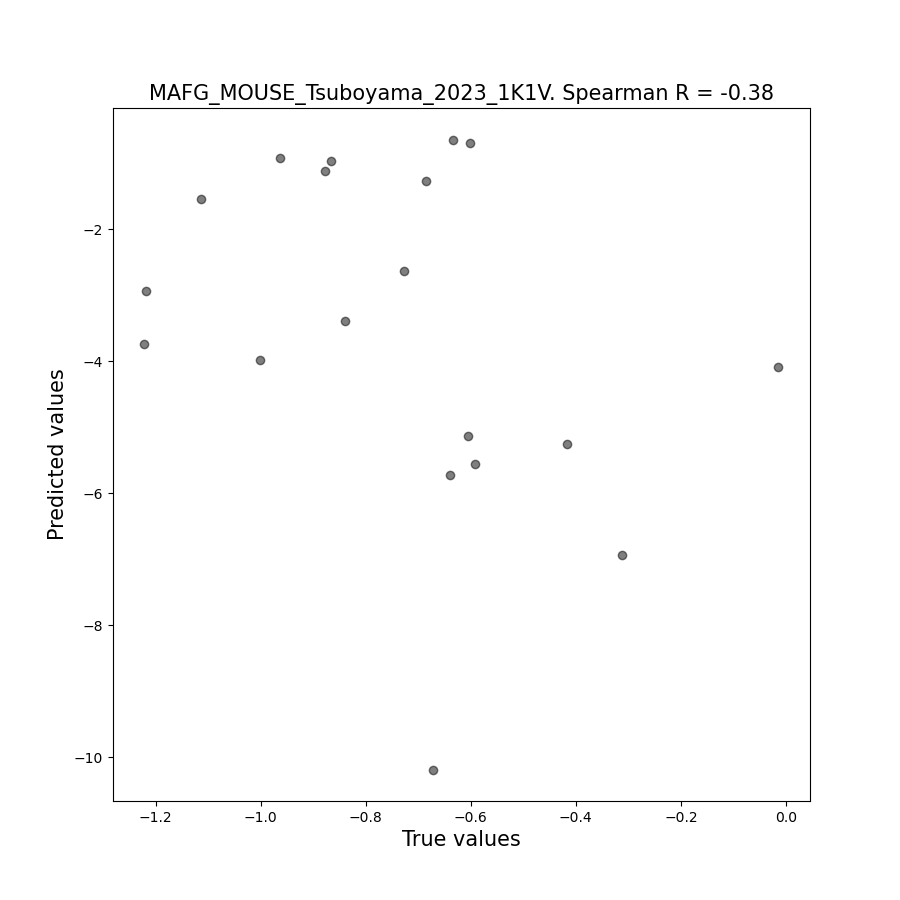 MAFG_MOUSE_Tsuboyama_2023_1K1V. Spearman R = -0.38
−2
−4
−6
−8
−10
Predicted values
−1.2 −1.0 −0.8 −0.6 −0.4 −0.2 0.0
True values